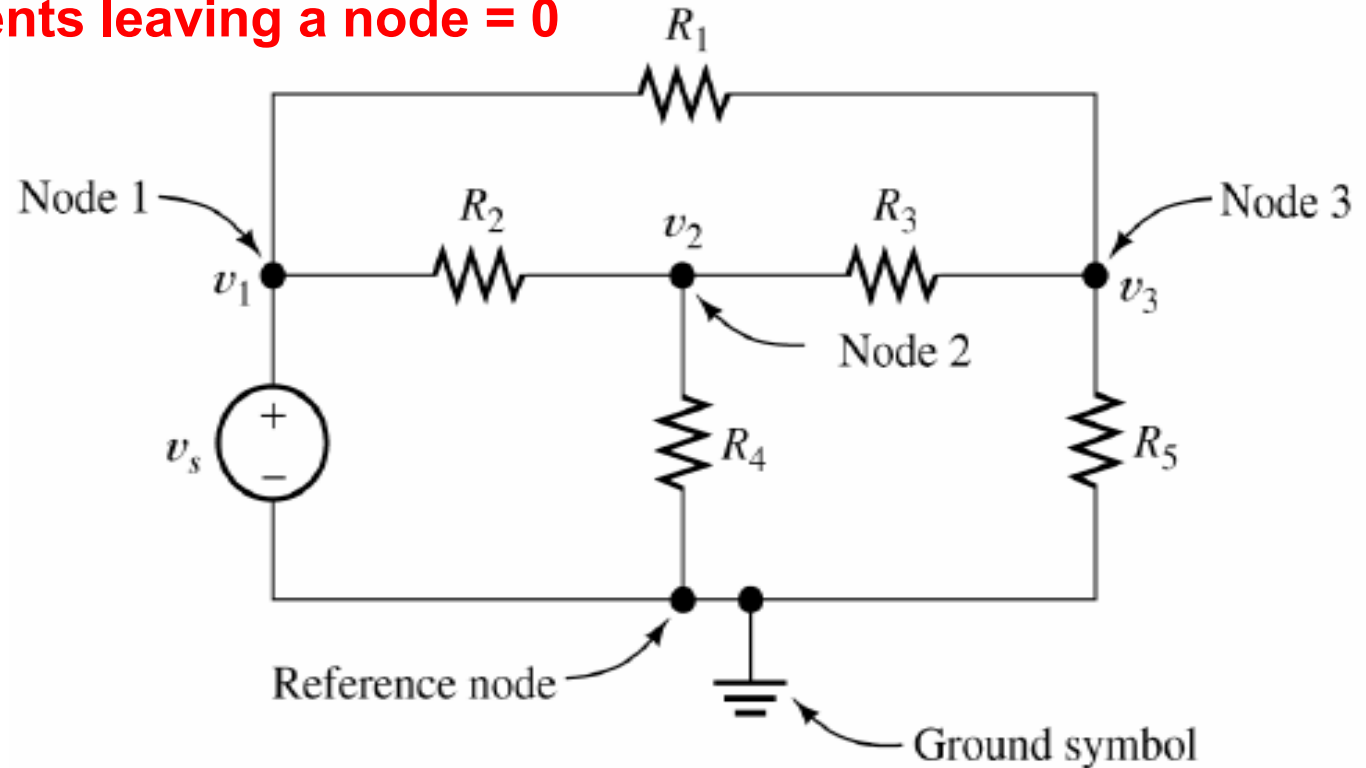 leaving a node = 0
R1
Node 1
R2
v2
R3
Node 3
v1
v3
Node 2
+
−
vs
R4
R5
Reference node
Ground symbol